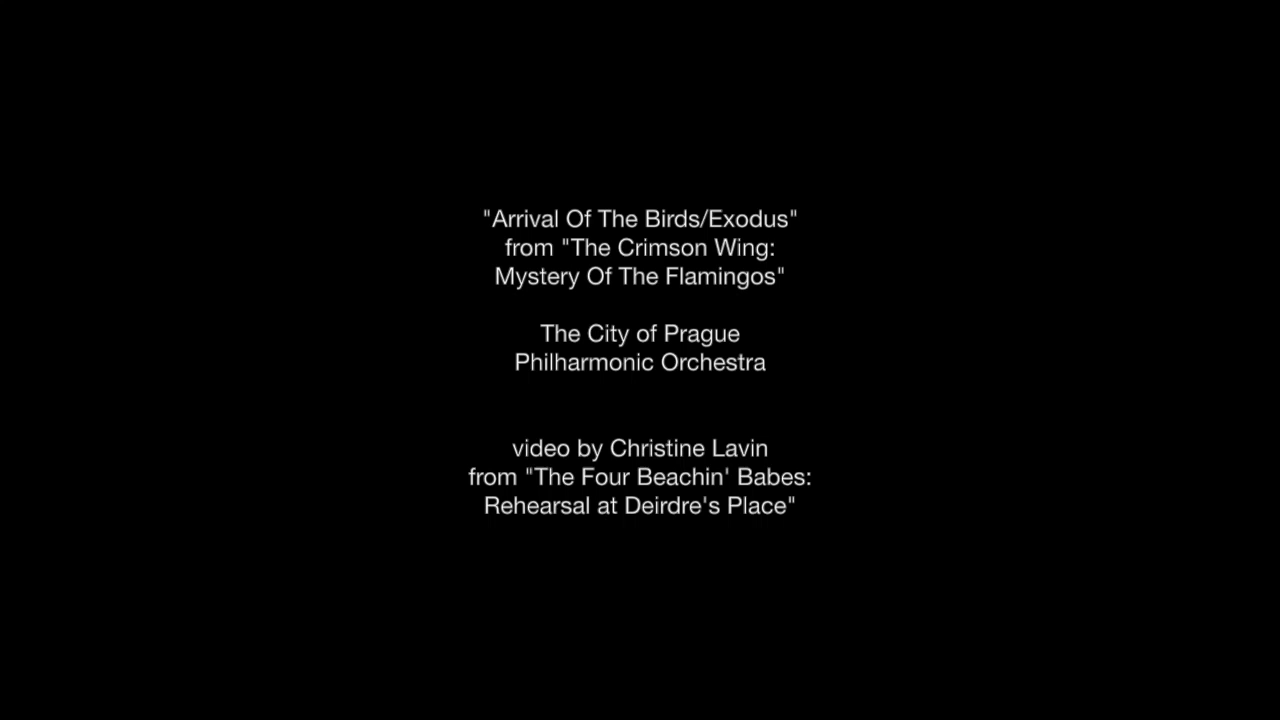 "Arrival Of The Birds/Exodus"
from "The Crimson Wing:
Mystery Of The Flamingos"
The City of Prague
Philharmonic Orchestra
video by Christine Lavin
from "The Four Beachin' Babes:
Rehearsal at Deirdre's Place"